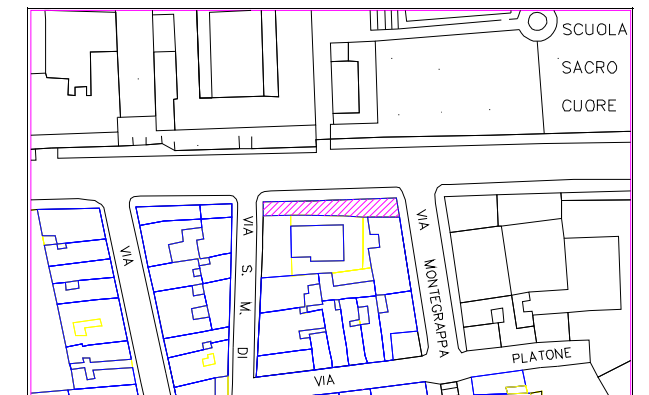 SCUOLA
SACRO
CUORE
VIA
VIA S. M. DI
VIA MONTEGRAPPA
VIA PLATONE